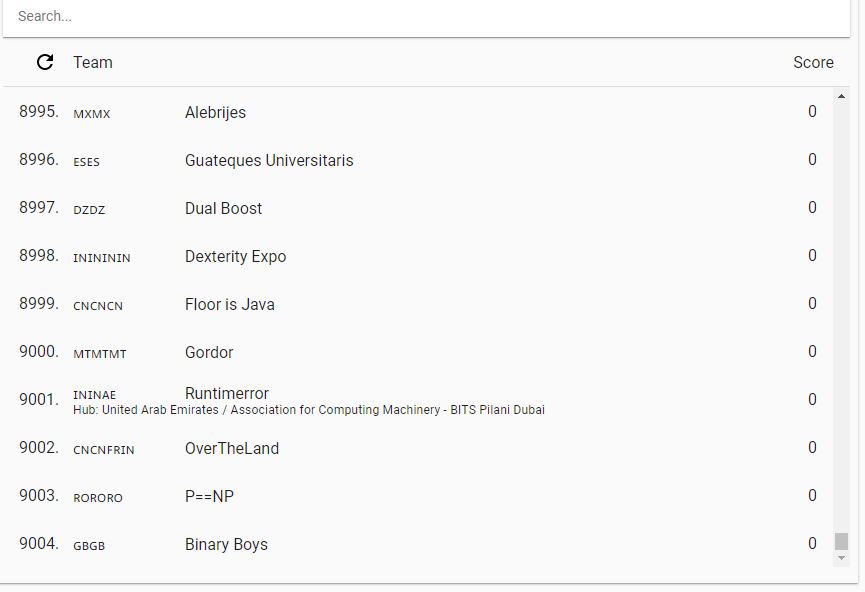 Search...
Team Score
8995. MXMX Alebrijes 0
8996. ESES Guateques Universitaris 0
8997. DZDZ Dual Boost 0
8998. INININ Dexterity Expo 0
8999. CNCNCN Floor is Java 0
9000. MTMTMT Gordor 0
9001. ININAE Runtimerror 0
Hub: United Arab Emirates / Association for Computing Machinery - BITS Pilani Dubai
9002. CNCNFRIN OverTheLand 0
9003. RORORO P==NP 0
9004. GBGB Binary Boys 0